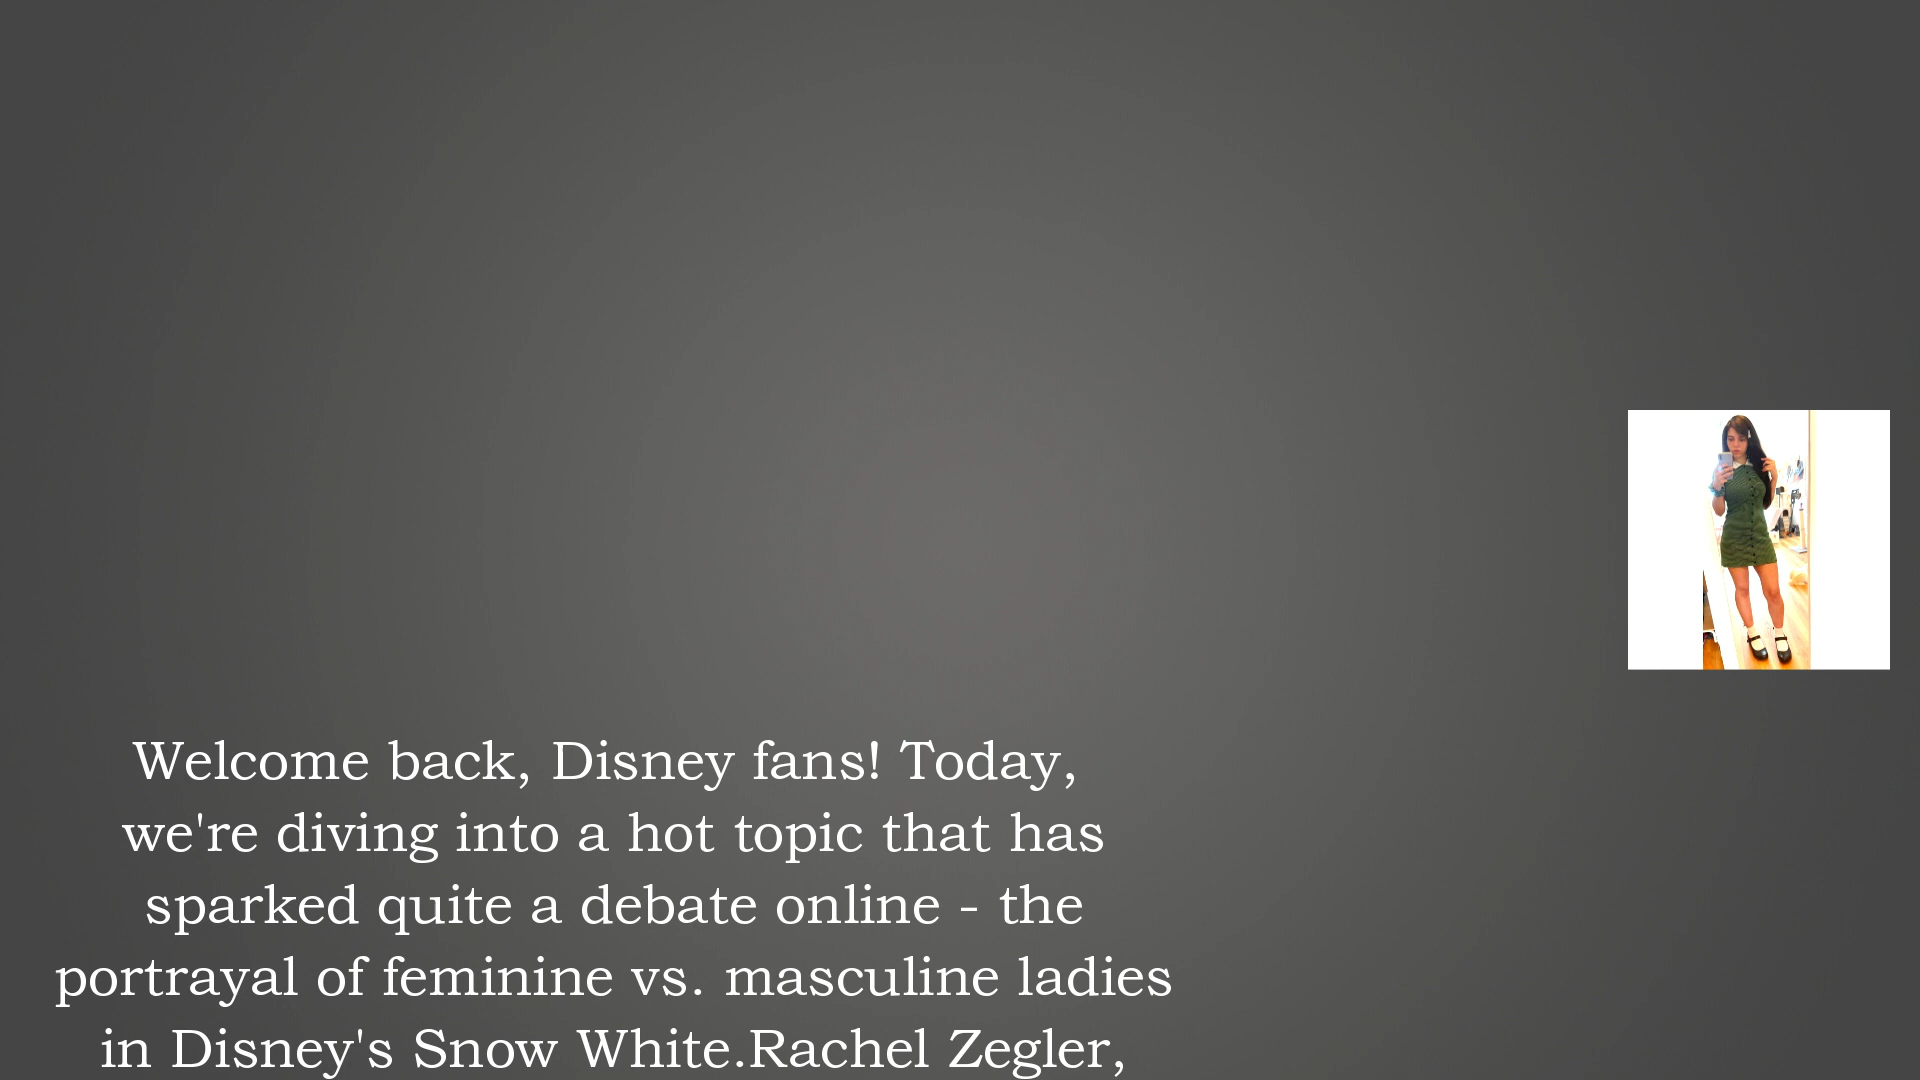 Welcome back, Disney fans! Today,
we're diving into a hot topic that has
sparked quite a debate online - the
portrayal of feminine vs. masculine ladies
in Disney's Snow White.Rachel Zegler,